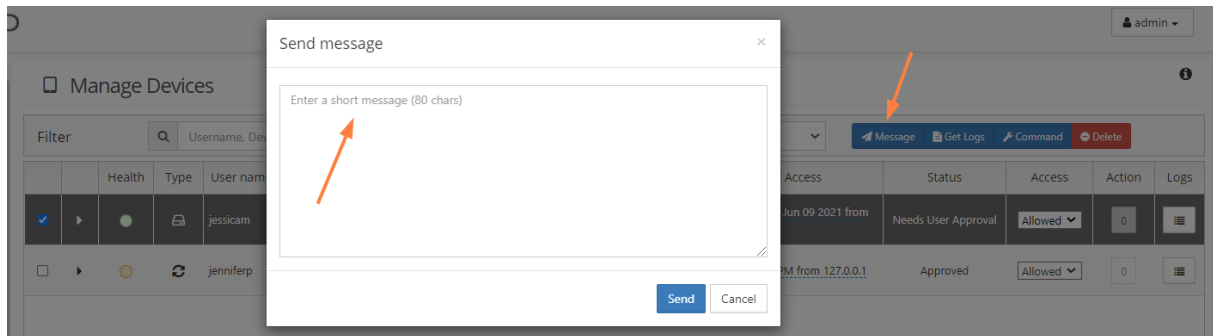 admin
Send message
×
Manage Devices
Enter a short message (80 chars)
Filter
Username, Dev
Message
Get Logs
Command
Delete
Health
Type
User nam
Access
Status
Access
Action
Logs
jessicam
Jun 09 2021 from
Needs User Approval
Allowed
0
jenniferp
PM from 127.0.0.1
Approved
Allowed
0
Send
Cancel